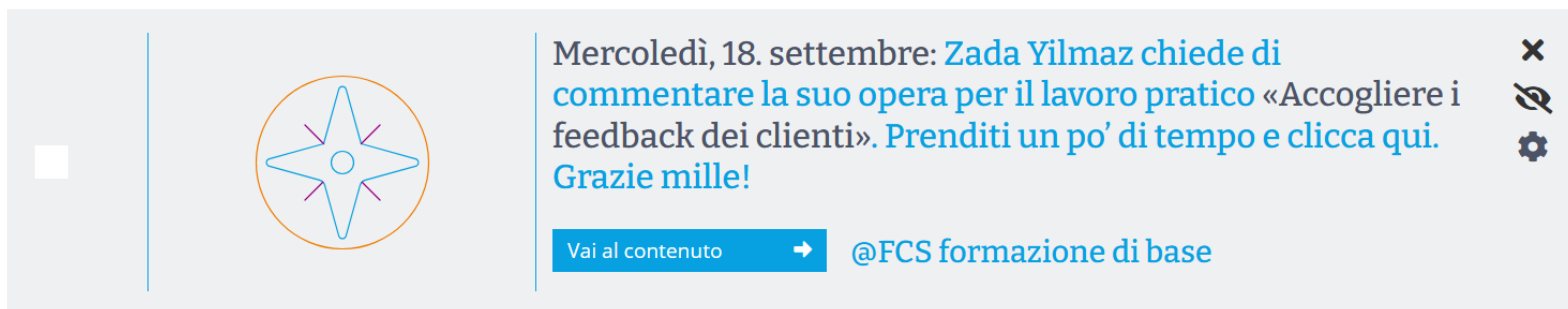 Mercoledì, 18. settembre: Zada Yilmaz chiede di
commentare la suo opera per il lavoro pratico «Accogliere i
feedback dei clienti». Prenditi un po’ di tempo e clicca qui.
Grazie mille!
Vai al contenuto
@FCS formazione di base